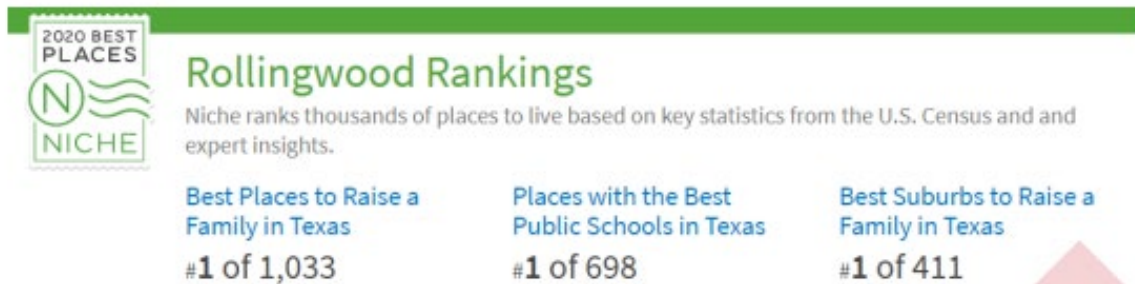 2020 BEST
PLACES
N
NICHE
Rollingwood Rankings
Niche ranks thousands of places to live based on key statistics from the U.S. Census and and
expert insights.
Best Places to Raise a
Family in Texas
#1 of 1,033
Places with the Best
Public Schools in Texas
#1 of 698
Best Suburbs to Raise a
Family in Texas
#1 of 411